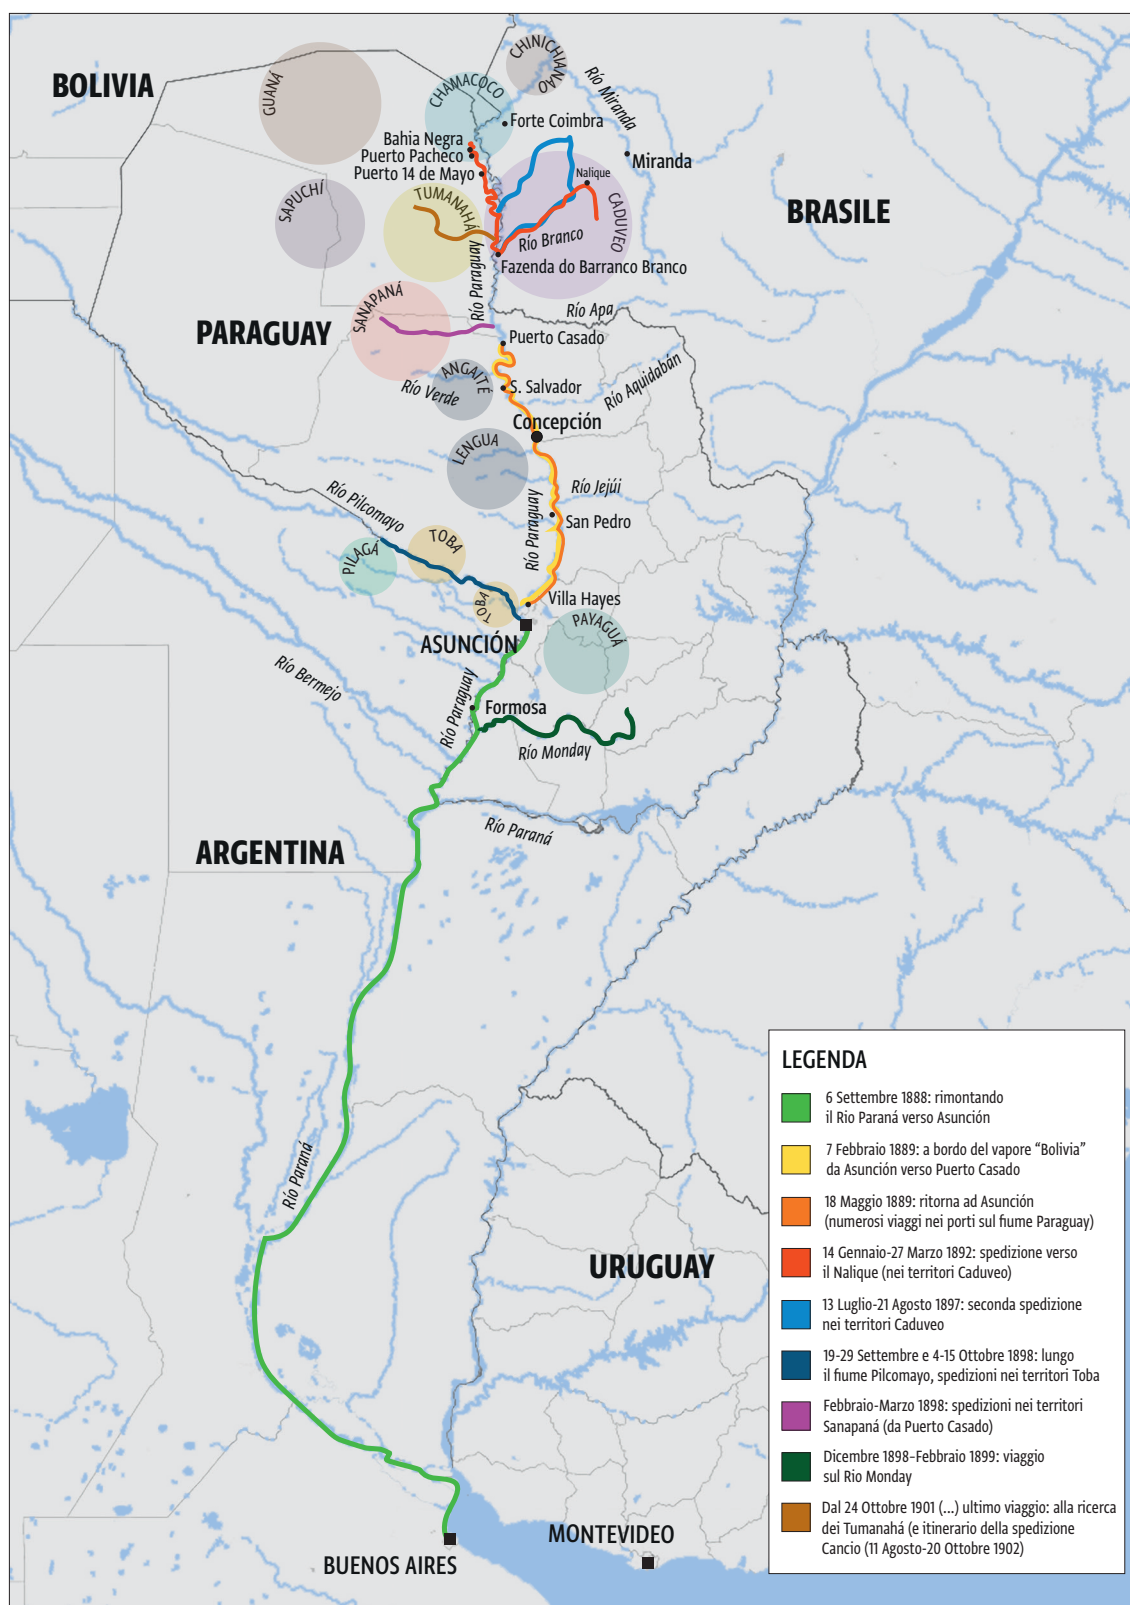 CHINICHIANAO
BOLIVIA
GUANÁ
CHAMACOCO
Río Miranda
Forte Coimbra
Bahia Negra
Puerto Pacheco
Puerto 14 de Mayo
Miranda
Nalique
SAPUCHÍ
TUMANAHÁ
CADUVEO
BRASILE
Río Branco
Río Paraguay
Fazenda do Barranco Branco
SANAPANÁ
Río Apa
PARAGUAY
Puerto Casado
ANGAITÉ
Río Verde
S. Salvador
Río Aquidabán
Concepción
LENGUA
Río Pilcomayo
Río Jejúi
Río Paraguay
San Pedro
PILAGÁ
TOBA
TOBA
Villa Hayes
ASUNCIÓN
PAYAGUÁ
Río Bermejo
Río Paraguay
Formosa
Río Monday
Río Paraná
ARGENTINA
Río Paraná
URUGUAY
MONTEVIDEO
BUENOS AIRES
LEGENDA
6 Settembre 1888: rimontando
il Rio Paraná verso Asunción
7 Febbraio 1889: a bordo del vapore “Bolivia”
da Asunción verso Puerto Casado
18 Maggio 1889: ritorna ad Asunción
(numerosi viaggi nei porti sul fiume Paraguay)
14 Gennaio-27 Marzo 1892: spedizione verso
il Nalique (nei territori Caduveo)
13 Luglio-21 Agosto 1897: seconda spedizione
nei territori Caduveo
19-29 Settembre e 4-15 Ottobre 1898: lungo
il fiume Pilcomayo, spedizioni nei territori Toba
Febbraio-Marzo 1898: spedizioni nei territori
Sanapaná (da Puerto Casado)
Dicembre 1898–Febbraio 1899: viaggio
sul Rio Monday
Dal 24 Ottobre 1901 (...) ultimo viaggio: alla ricerca
dei Tumanahá (e itinerario della spedizione
Cancio (11 Agosto-20 Ottobre 1902)